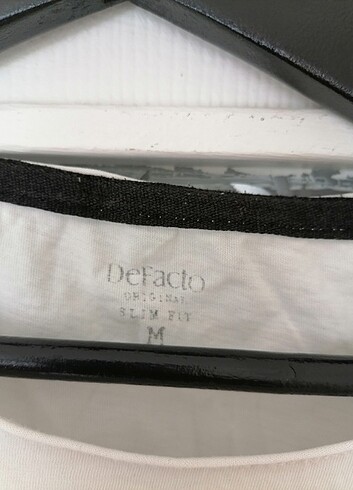 DeFacto
ORIGINAL
SLIM FIT
M